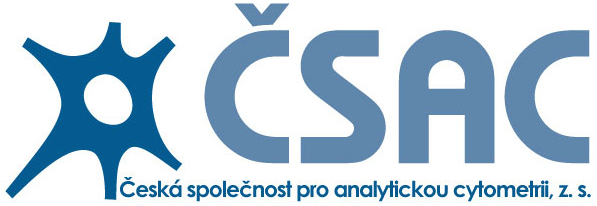 ČSAC
Česká společnost pro analytickou cytometrii, z. s.